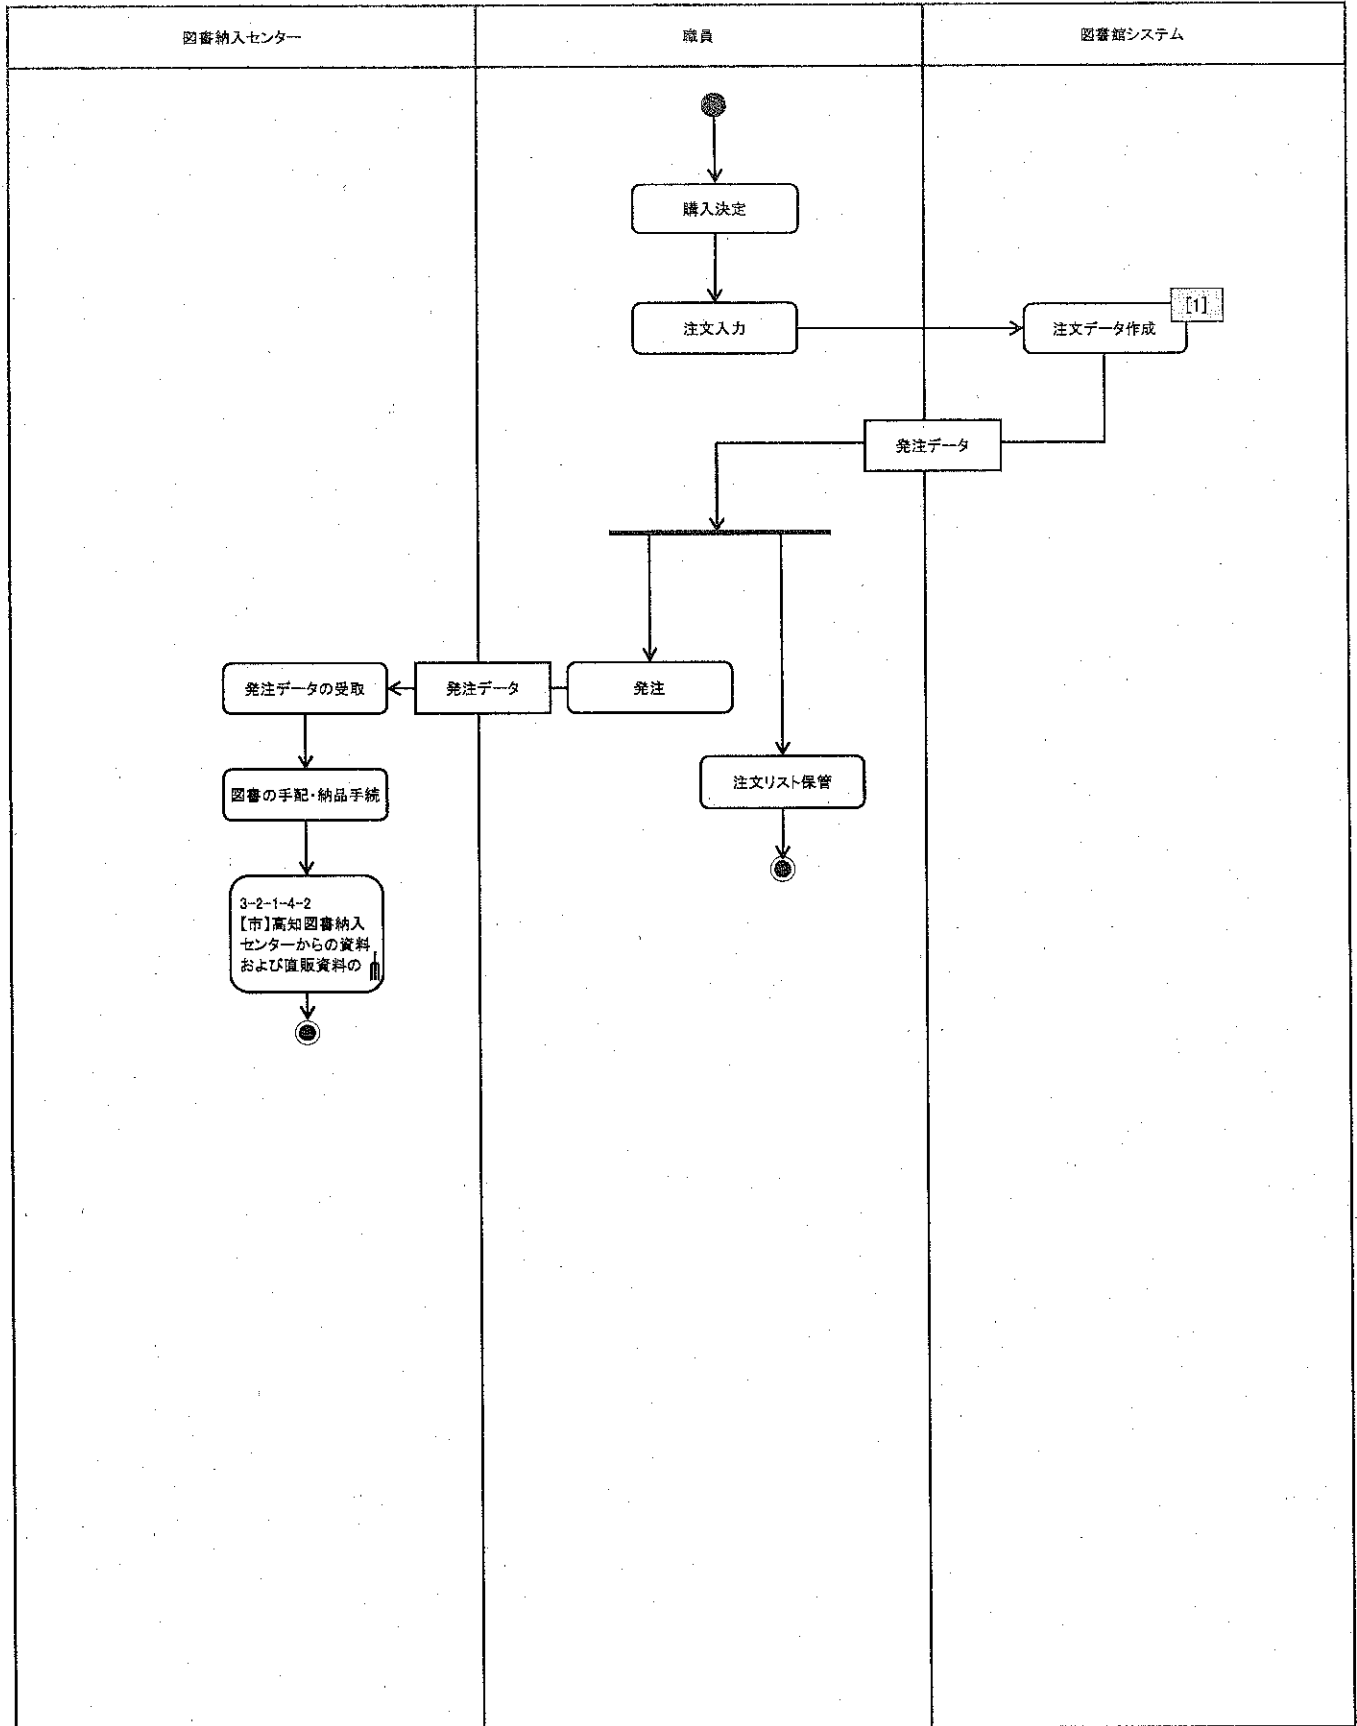 図書納入センター
職員
図書館システム
購入決定
注文入力
注文データ作成
[1]
発注データ
発注データの受取
発注データ
発注
図書の手配・納品手続
注文リスト保管
3-2-1-4-2
【市】高知図書納入
センターからの資料
および直販資料の